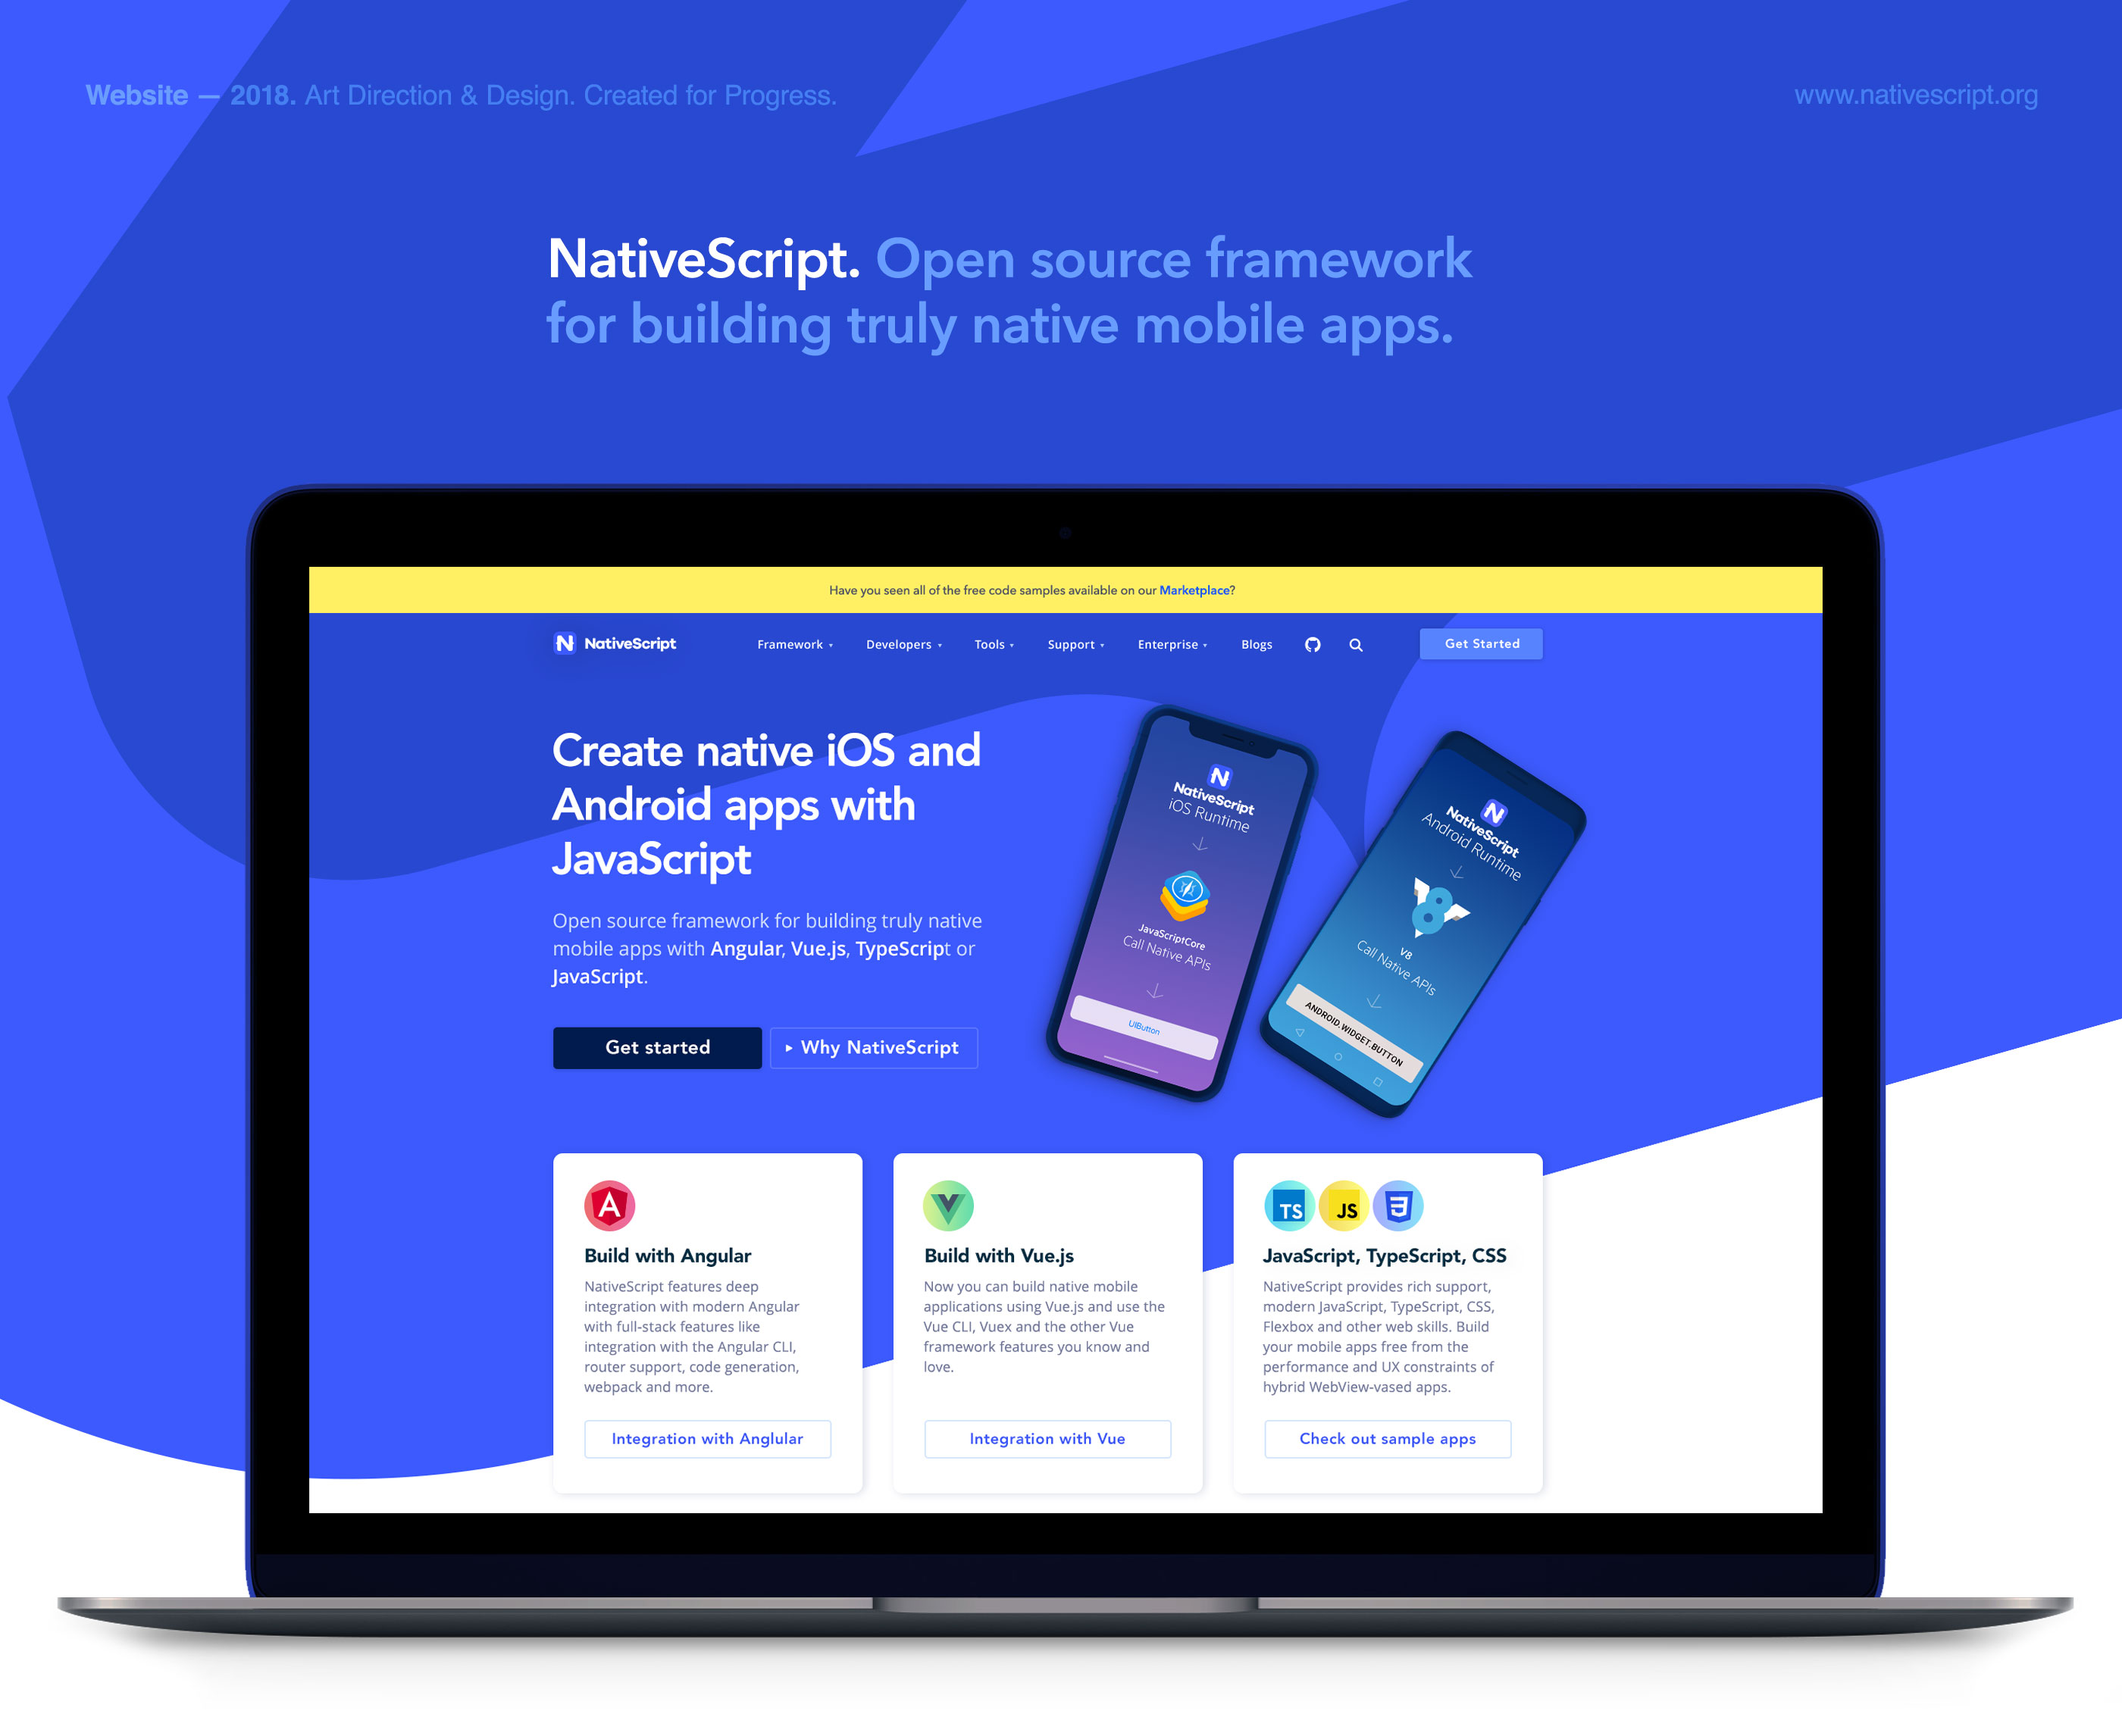 Website — 2018. Art Direction & Design. Created for Progress.
www.nativescript.org
NativeScript. Open source framework
for building truly native mobile apps.
Have you seen all of the free code samples available on our Marketplace?
NativeScript
Framework
Developers
Tools
Support
Enterprise
Blogs
Get Started
Create native iOS and
Android apps with
JavaScript
Open source framework for building truly native
mobile apps with Angular, Vue.js, TypeScript or
JavaScript.
Get started
Why NativeScript
NativeScript
iOS Runtime
JavaScriptCore
Call Native APIs
UIButton
NativeScript
Android Runtime
V8
Call Native APIs
ANDROID.WIDGET.BUTTON
Build with Angular
NativeScript features deep
integration with modern Angular
with full-stack features like
integration with the Angular CLI,
router support, code generation,
webpack and more.
Integration with Anglular
Build with Vue.js
Now you can build native mobile
applications using Vue.js and use the
Vue CLI, Vuex and the other Vue
framework features you know and
love.
Integration with Vue
TS JS
JavaScript, TypeScript, CSS
NativeScript provides rich support,
modern JavaScript, TypeScript, CSS,
Flexbox and other web skills. Build
your mobile apps free from the
performance and UX constraints of
hybrid WebView-vased apps.
Check out sample apps